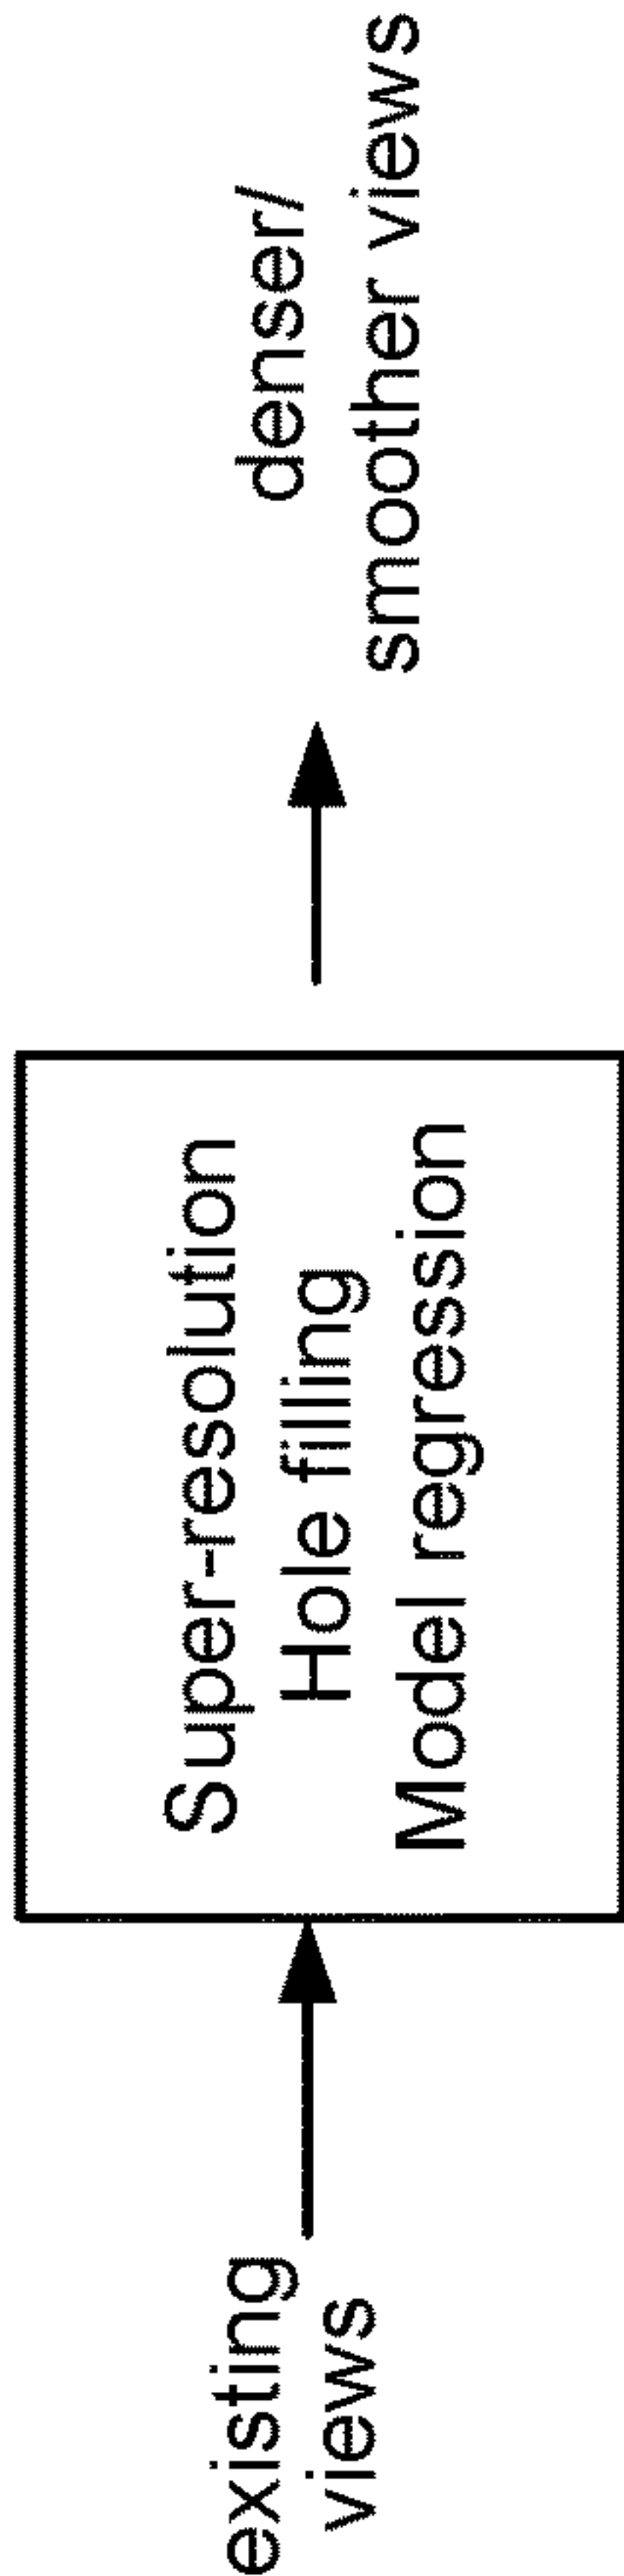 existing
views
Super-resolution
Hole filling
Model regression
denser/
smoother views